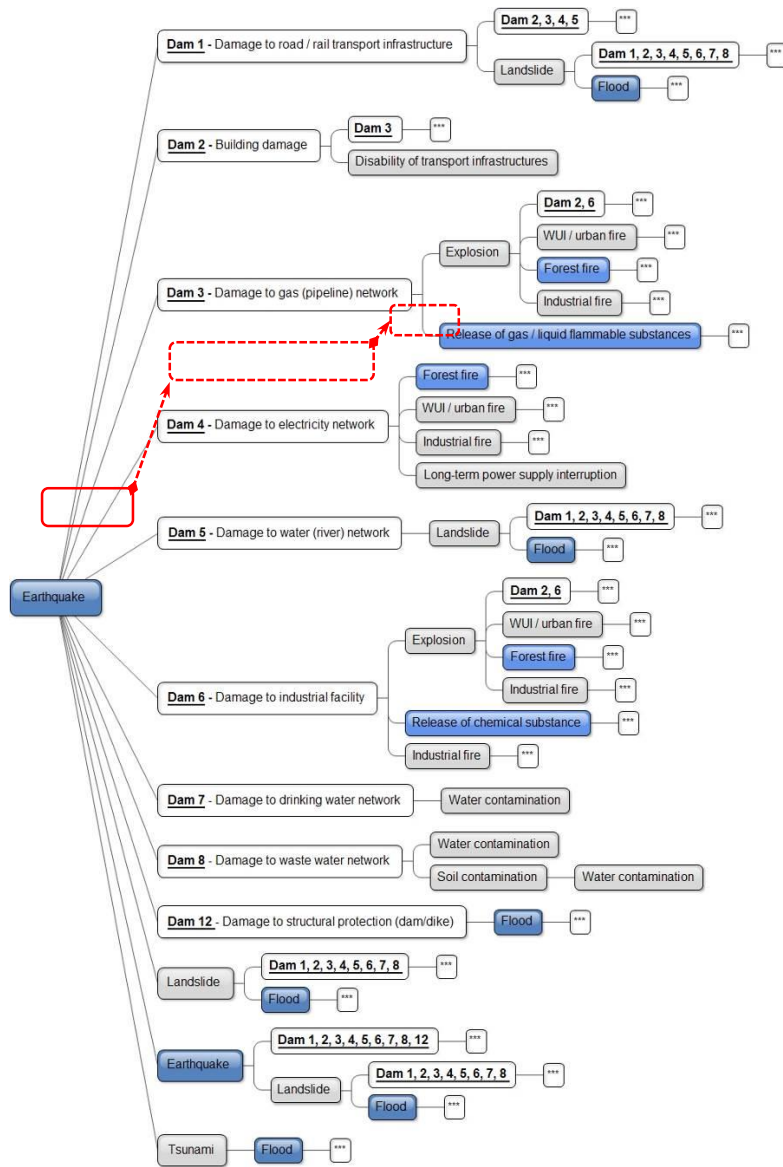 Dam 1 - Damage to road / rail transport infrastructure
Dam 2, 3, 4, 5
***
Landslide
Dam 1, 2, 3, 4, 5, 6, 7, 8
***
Flood
***
Dam 2 - Building damage
Dam 3
***
Disability of transport infrastructures
Dam 3 - Damage to gas (pipeline) network
Explosion
Dam 2, 6
***
WUI / urban fire
***
Forest fire
***
Industrial fire
***
Release of gas / liquid flammable substances
***
Dam 4 - Damage to electricity network
Forest fire
***
WUI / urban fire
***
Industrial fire
***
Long-term power supply interruption
Dam 5 - Damage to water (river) network
Landslide
Dam 1, 2, 3, 4, 5, 6, 7, 8
***
Flood
***
Earthquake
Dam 6 - Damage to industrial facility
Explosion
Dam 2, 6
***
WUI / urban fire
***
Forest fire
***
Industrial fire
***
Release of chemical substance
***
Industrial fire
***
Dam 7 - Damage to drinking water network
Water contamination
Dam 8 - Damage to waste water network
Water contamination
Soil contamination
Water contamination
Dam 12 - Damage to structural protection (dam/dike)
Flood
***
Landslide
Dam 1, 2, 3, 4, 5, 6, 7, 8
***
Flood
***
Earthquake
Dam 1, 2, 3, 4, 5, 6, 7, 8, 12
***
Landslide
Dam 1, 2, 3, 4, 5, 6, 7, 8
***
Flood
***
Tsunami
Flood
***